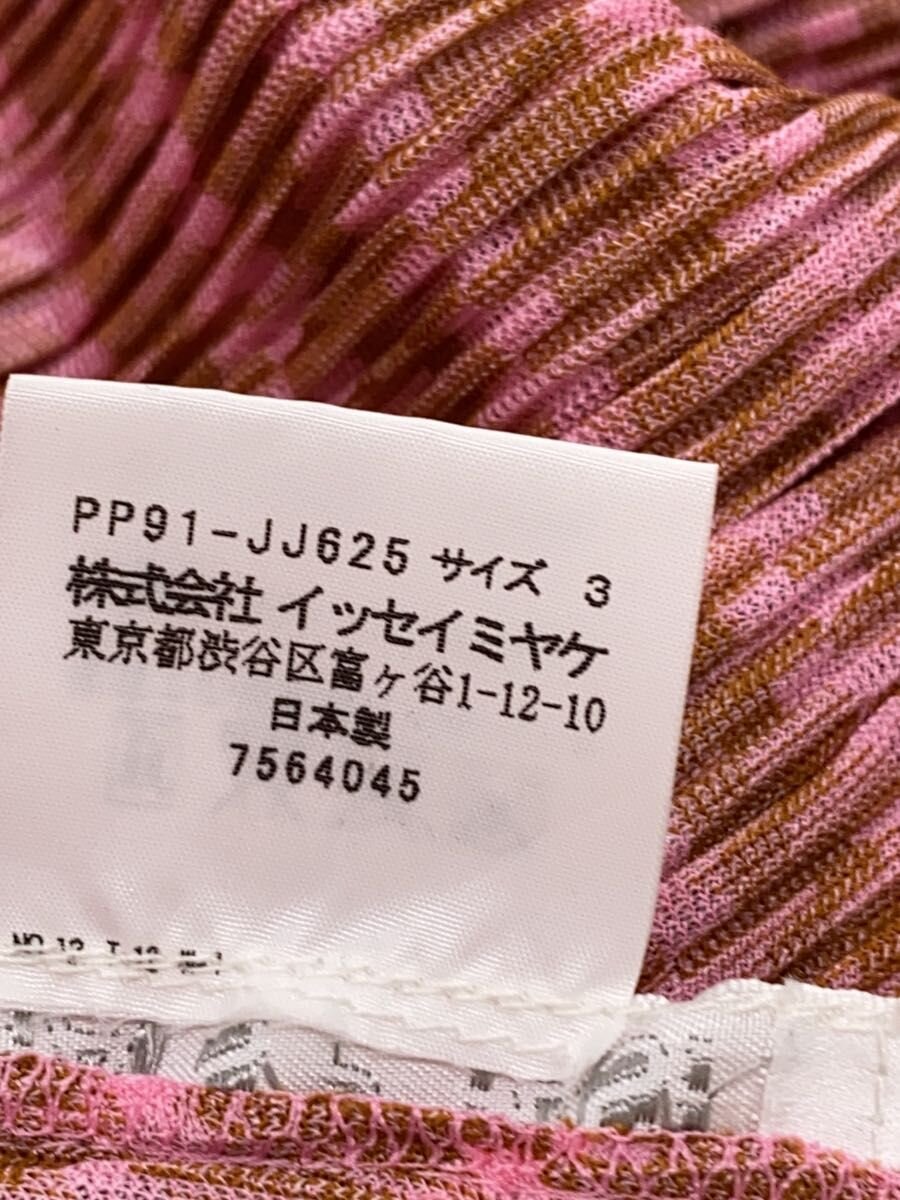 PP91-JJ625 サイズ 3
株式会社 イッセイミヤケ
東京都渋谷区富ヶ谷1-12-10
日本製
7564045